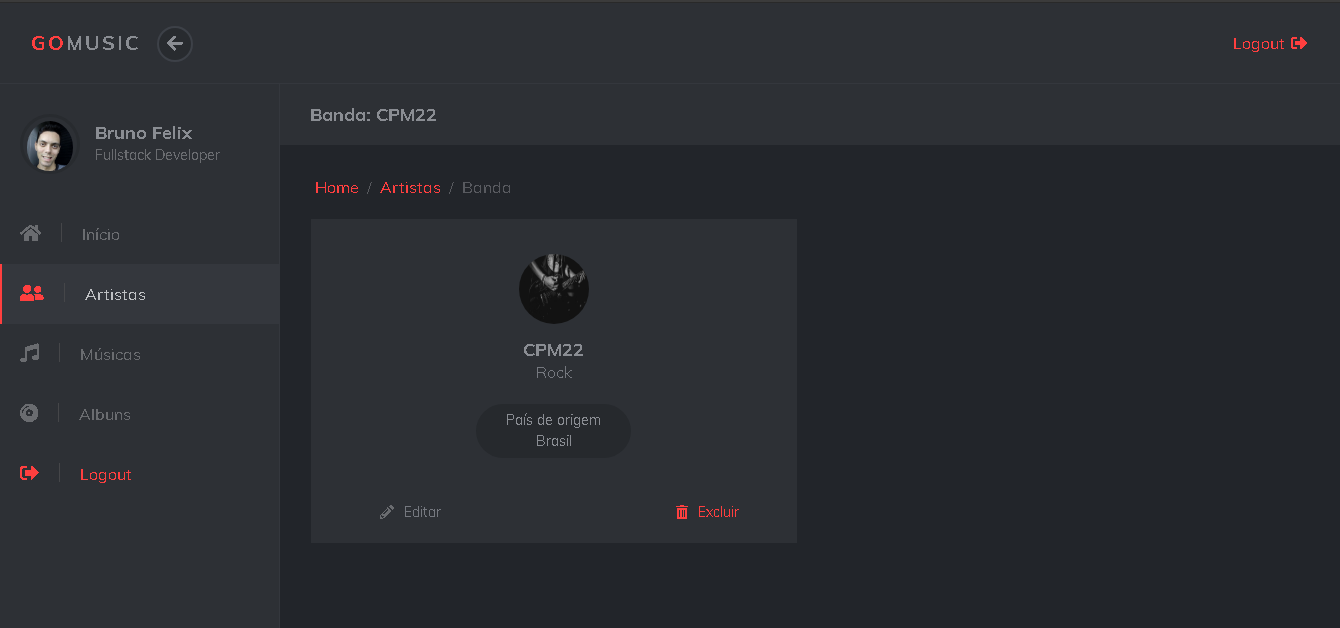 GOMUSIC
Logout
Bruno Felix
Fullstack Developer
Início
Artistas
Músicas
Albuns
Logout
Banda: CPM22
Home / Artistas / Banda
CPM22
Rock
País de origem
Brasil
Editar
Excluir